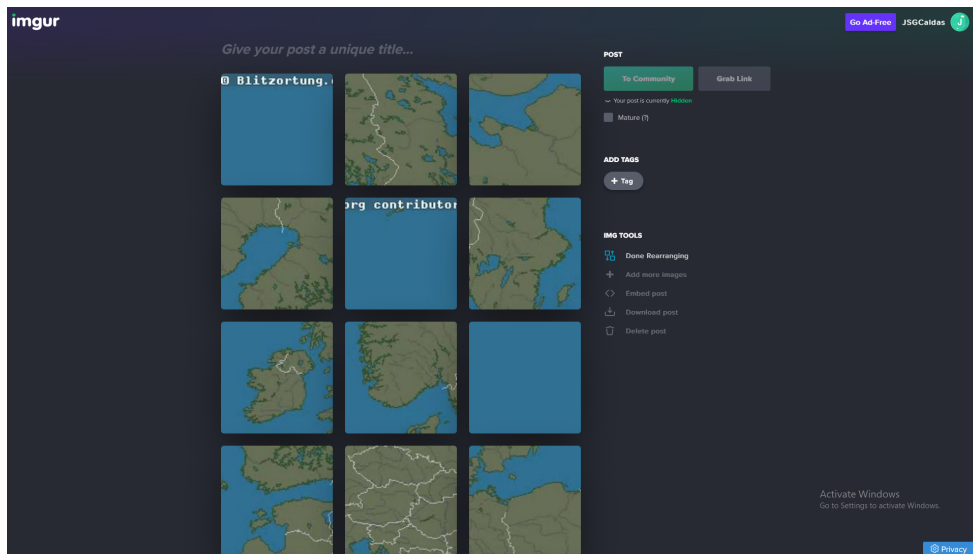 imgur
Go Ad-Free
JSGCaldas
J
Give your post a unique title...
POST
To Community
Grab Link
Your post is currently Hidden
Mature (?)
ADD TAGS
+ Tag
IMG TOOLS
Done Rearranging
Add more images
Embed post
Download post
Delete post
Blitzortung.
org contributor
Activate Windows
Go to Settings to activate Windows.
Privacy